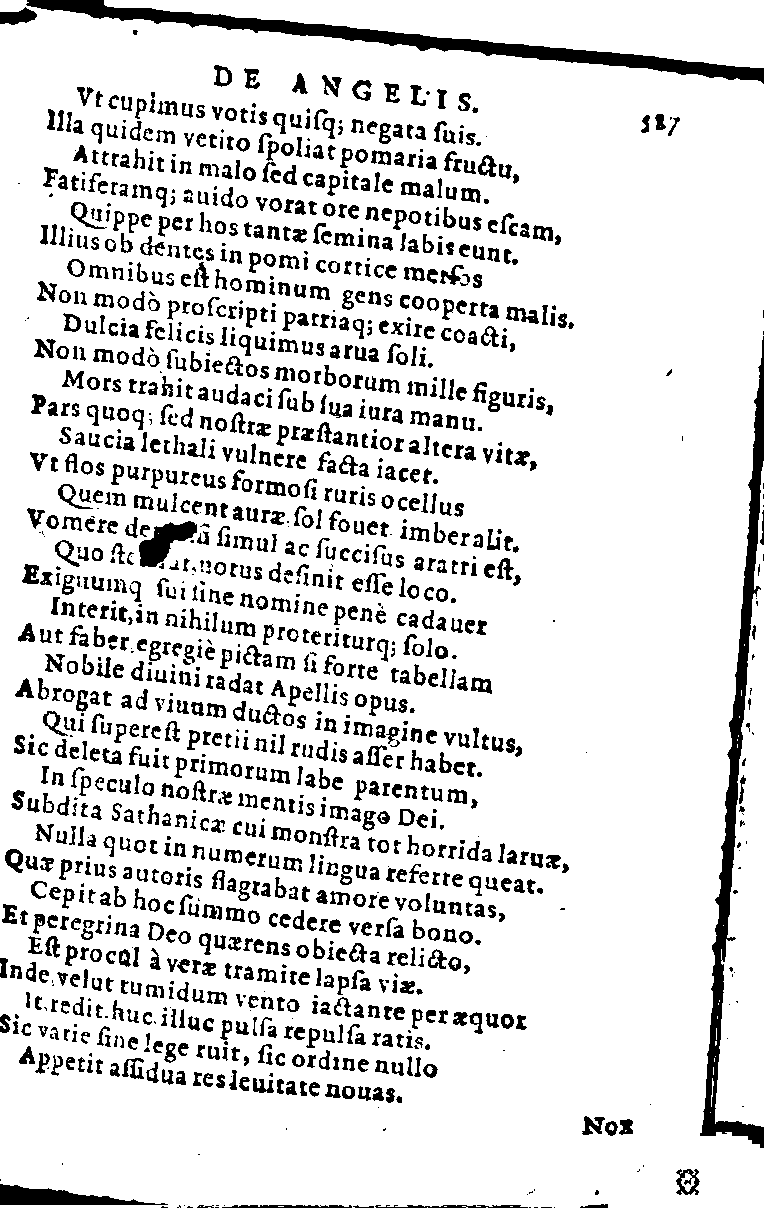 DE ANGELIS.
527
Vt cupimus votis quiſq; negata ſuis.
Illa quidem vetito ſpoliat pomaria fructu,
Attrahit in malo ſed capitale malum.
Fatiferamq; auido vorat ore nepotibus eſcam,
Quippe per hos tantæ ſemina labis eunt.
Illius ob dentes in pomi cortice merſos
Omnibus eſt hominum gens cooperta malis.
Non modò proſcripti patriaq; exire coacti,
Dulcia felicis liquimus arua ſoli.
Non modò ſubiectos morborum mille figuris,
Mors trahit audaci ſub ſua iura manu.
Pars quoq; ſed noſtræ præſtantior altera vitæ,
Saucia lethali vulnere facta iacet.
Vt flos purpureus formoſi ruris ocellus
Quem mulcent auræ ſol fouet imber alit.
Vomere ſimul ac ſucciſus aratri eſt,
Quo notus deſinit eſſe loco.
Exiguumq ſui ſine nomine penè cadauer
Interit, in nihilum proteriturq; ſolo.
Aut faber egregiè pictam ſi forte tabellam
Nobile diuini radat Apellis opus.
Abrogat ad viuum ductos in imagine vultus,
Qui ſupereſt pretii nil rudis aſſer habet.
Sic deleta fuit primorum labe parentum,
In ſpeculo noſtræ mentis imago Dei.
Subdita Sathanicæ cui monſtra tot horrida laruæ,
Nulla quot in numerum lingua referre queat.
Quæ prius autoris flagrabat amore voluntas,
Cepit ab hoc ſummo cedere verſa bono.
Et peregrina Deo quærens obiecta relicto,
Eſt procul à veræ tramite lapſa viæ.
Inde velut tumidum vento iactante per æquor
It redit huc illuc pulſa repulſa ratis.
Sic varie ſine lege ruit, ſic ordine nullo
Appetit aſſidua res leuitate nouas.
Nox